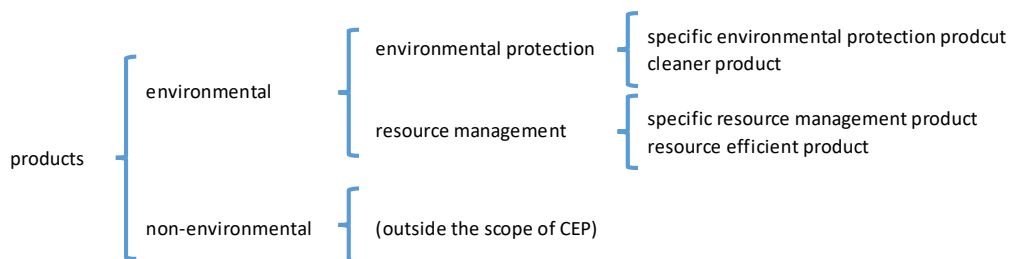 environmental protection
specific environmental protection prodcut
cleaner product
environmental
resource management
specific resource management product
resource efficient product
products
non-environmental
(outside the scope of CEP)